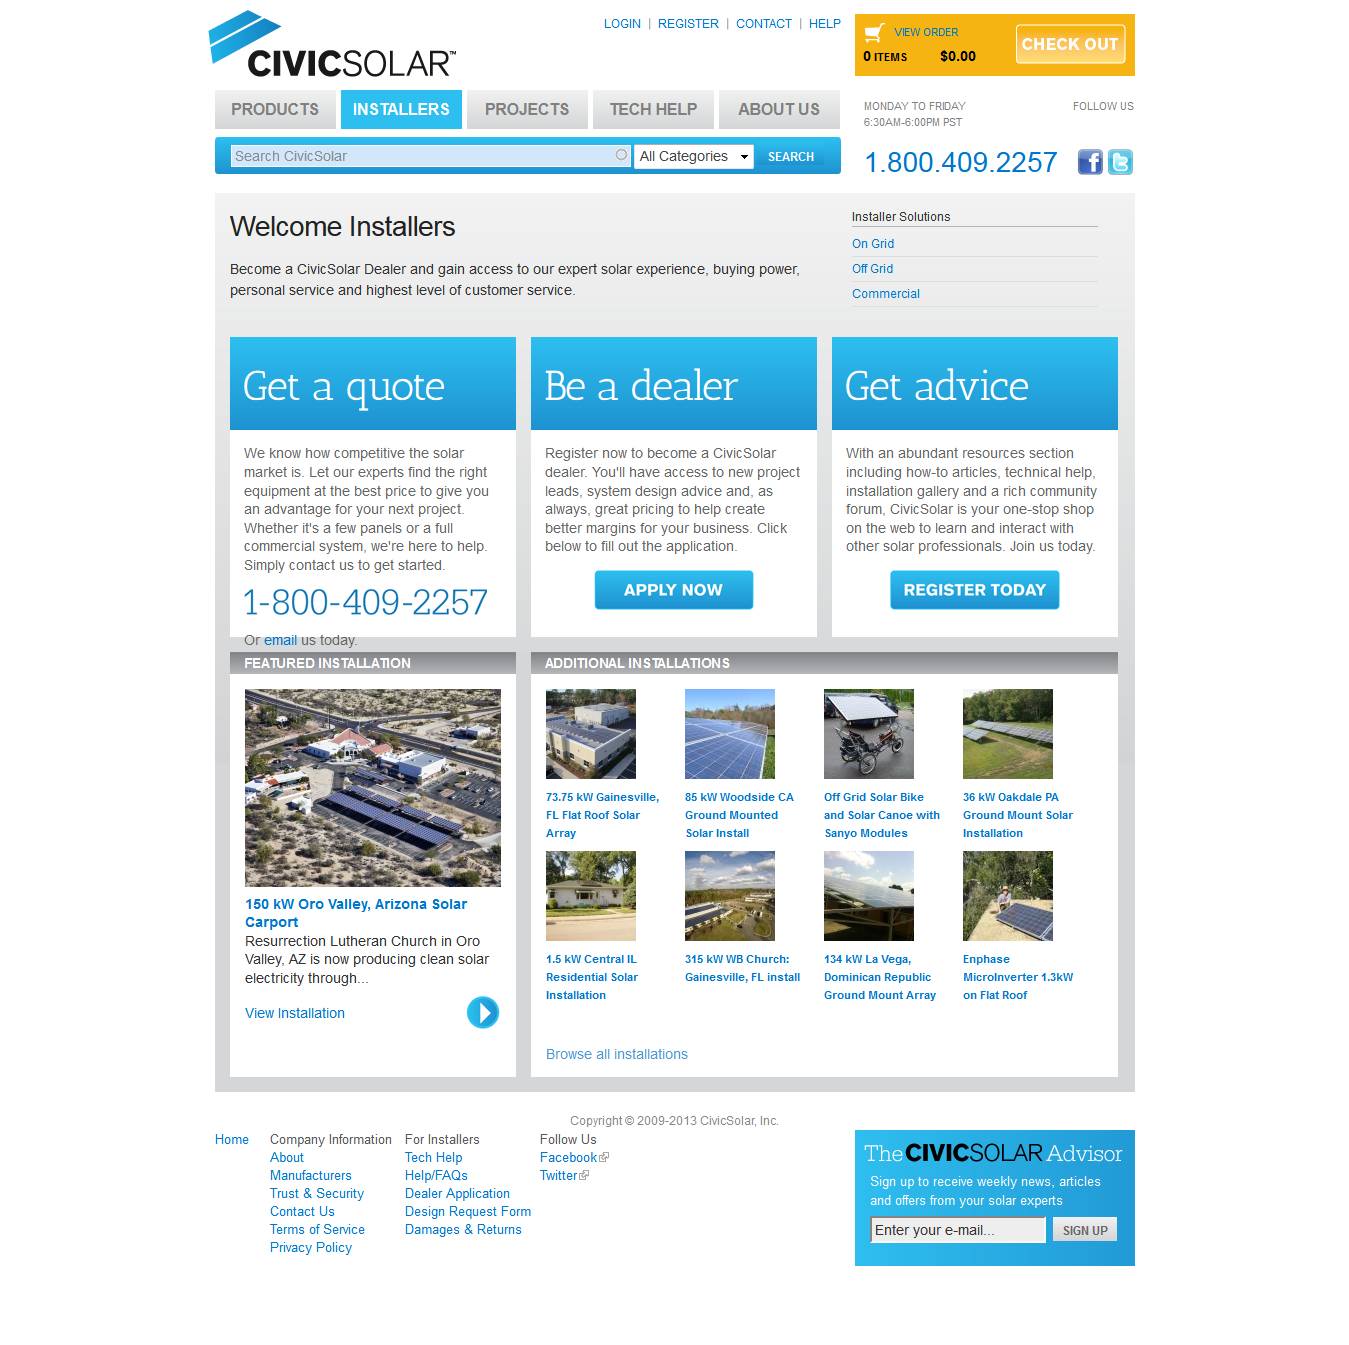 CIVICSOLAR™
LOGIN | REGISTER | CONTACT | HELP
VIEW ORDER
0 ITEMS $0.00
CHECK OUT
PRODUCTS INSTALLERS PROJECTS TECH HELP ABOUT US
MONDAY TO FRIDAY
6:30AM-6:00PM PST
FOLLOW US
Search CivicSolar All Categories SEARCH
1.800.409.2257
Welcome Installers
Become a CivicSolar Dealer and gain access to our expert solar experience, buying power,
personal service and highest level of customer service.
Installer Solutions
On Grid
Off Grid
Commercial
Get a quote
We know how competitive the solar
market is. Let our experts find the right
equipment at the best price to give you
an advantage for your next project.
Whether it's a few panels or a full
commercial system, we're here to help.
Simply contact us to get started.
1-800-409-2257
Or email us today.
Be a dealer
Register now to become a CivicSolar
dealer. You'll have access to new project
leads, system design advice and, as
always, great pricing to help create
better margins for your business. Click
below to fill out the application.
APPLY NOW
Get advice
With an abundant resources section
including how-to articles, technical help,
installation gallery and a rich community
forum, CivicSolar is your one-stop shop
on the web to learn and interact with
other solar professionals. Join us today.
REGISTER TODAY
FEATURED INSTALLATION
150 kW Oro Valley, Arizona Solar
Carport
Resurrection Lutheran Church in Oro
Valley, AZ is now producing clean solar
electricity through...
View Installation
ADDITIONAL INSTALLATIONS
73.75 kW Gainesville,
FL Flat Roof Solar
Array
85 kW Woodside CA
Ground Mounted
Solar Install
Off Grid Solar Bike
and Solar Canoe with
Sanyo Modules
36 kW Oakdale PA
Ground Mount Solar
Installation
1.5 kW Central IL
Residential Solar
Installation
315 kW WB Church:
Gainesville, FL install
134 kW La Vega,
Dominican Republic
Ground Mount Array
Enphase
MicroInverter 1.3kW
on Flat Roof
Browse all installations
Copyright © 2009-2013 CivicSolar, Inc.
Home
Company Information
About
Manufacturers
Trust & Security
Contact Us
Terms of Service
Privacy Policy
For Installers
Tech Help
Help/FAQs
Dealer Application
Design Request Form
Damages & Returns
Follow Us
Facebook
Twitter
The CIVICSOLAR Advisor
Sign up to receive weekly news, articles
and offers from your solar experts
Enter your e-mail... SIGN UP